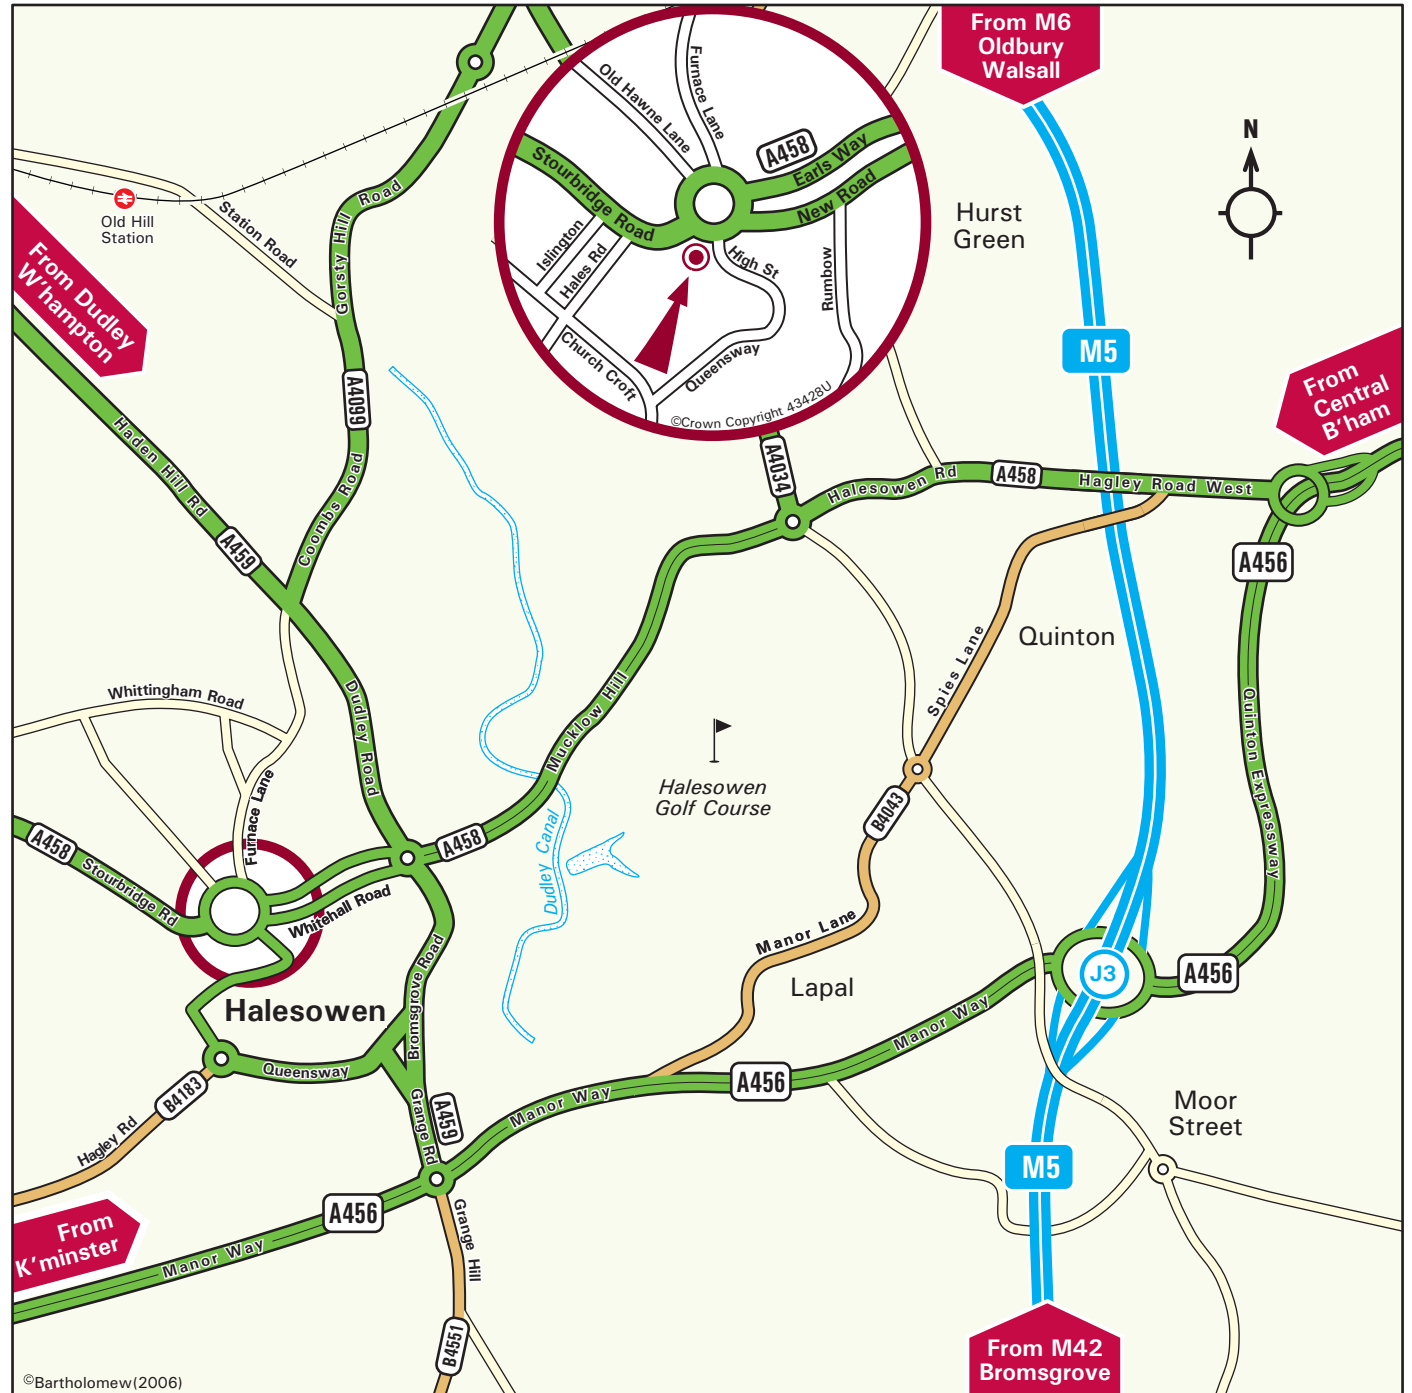 From M6
Oldbury
Walsall
N
Old Hawne Lane
Furnace Lane
A458
Earls Way
New Road
Stourbridge Road
Islington
Hales Rd
High St
Rumbow
Church Croft
Queensway
©Crown Copyright 43428U
Hurst
Green
Old Hill
Station
Station Road
Gorsty Hill Road
From Dudley
W'hampton
M5
From
Central
B'ham
A4099
Haden Hill Rd
Coombs Road
A459
A4034
Halesowen Rd
A458
Hagley Road West
A456
Quinton
Spies Lane
Whittingham Road
Dudley Road
Mucklow Hill
Quinton Expressway
Halesowen
Golf Course
Furnace Lane
B4043
A458
Stourbridge Rd
A458
Whitehall Road
Dudley Canal
Manor Lane
Lapal
Bromsgrove Road
J3
A456
Halesowen
Manor Way
Queensway
B4183
A456
Manor Way
Grange Rd
A459
Moor
Street
Hagley Rd
M5
A456
From
K'minster
Manor Way
Grange Hill
B4551
From M42
Bromsgrove
©Bartholomew(2006)